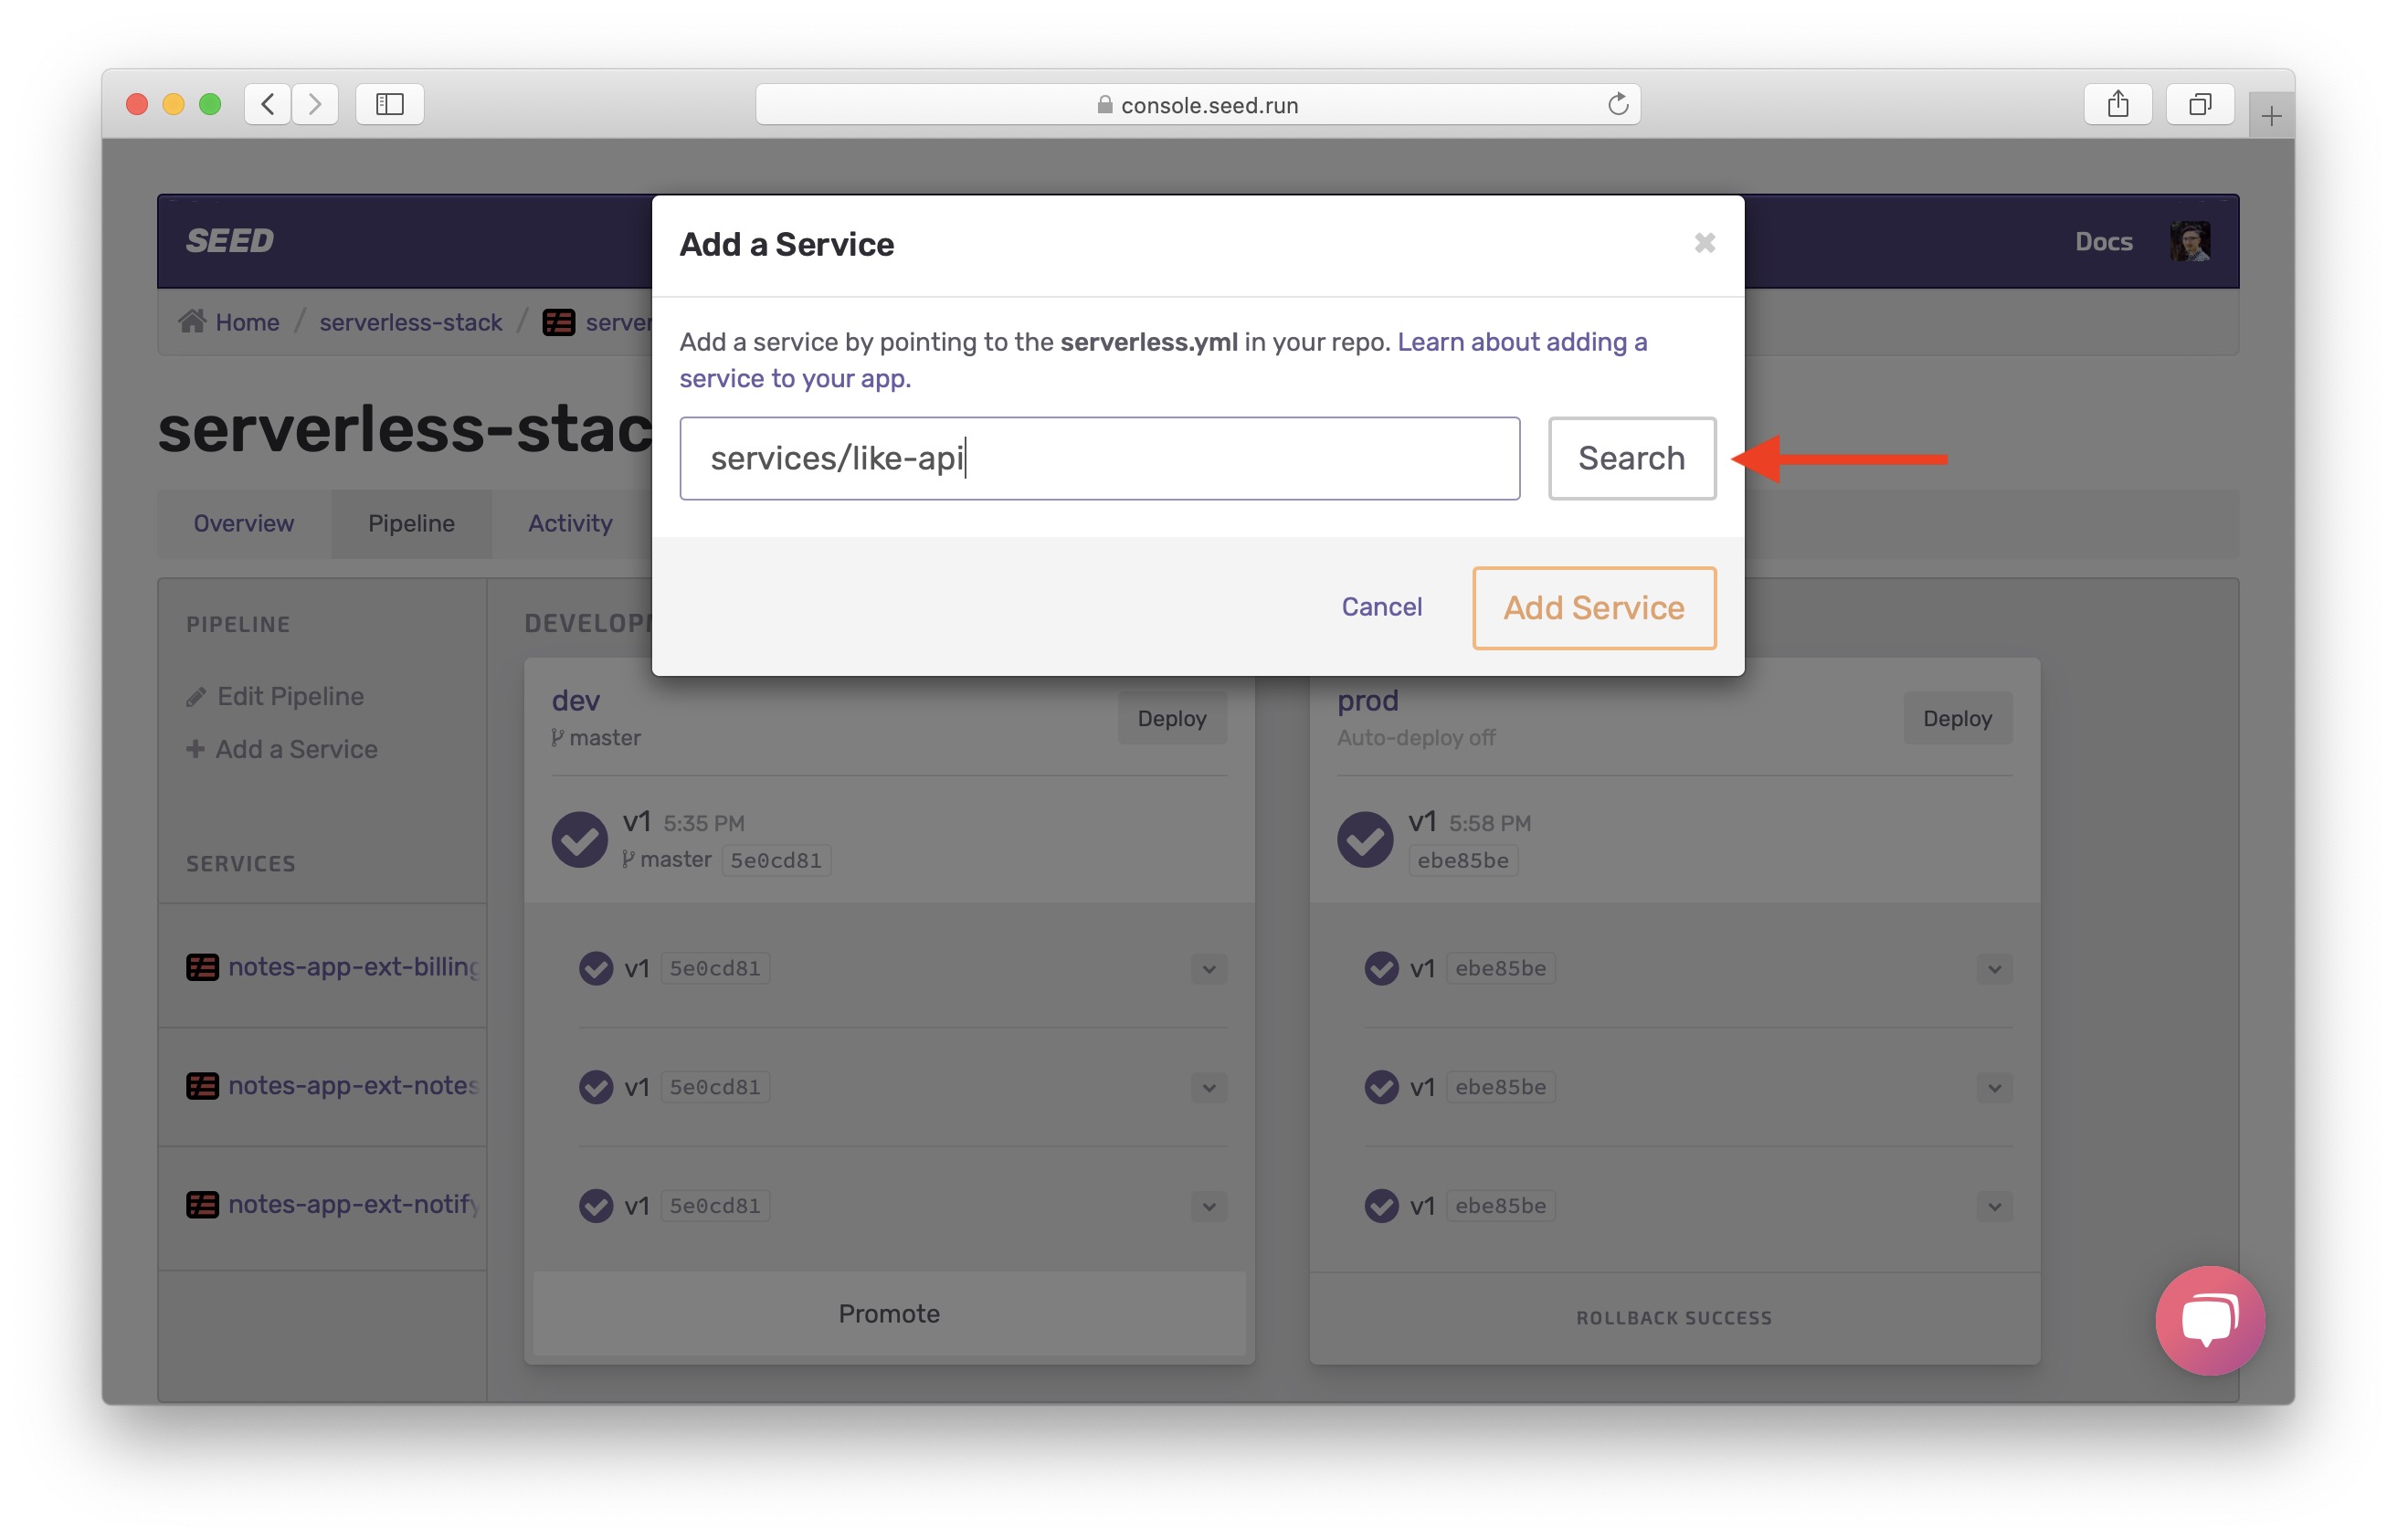 console.seed.run
SEED
Docs
Home / serverless-stack /
serverless-stac
Overview
Pipeline
Activity
Add a Service
Add a service by pointing to the serverless.yml in your repo. Learn about adding a
service to your app.
services/like-api
Search
Cancel
Add Service
PIPELINE
Edit Pipeline
Add a Service
SERVICES
notes-app-ext-billing
notes-app-ext-notes
notes-app-ext-notify
dev
master
Deploy
v1 5:35 PM
master 5e0cd81
v1 5e0cd81
v1 5e0cd81
v1 5e0cd81
Promote
prod
Auto-deploy off
Deploy
v1 5:58 PM
ebe85be
v1 ebe85be
v1 ebe85be
v1 ebe85be
ROLLBACK SUCCESS